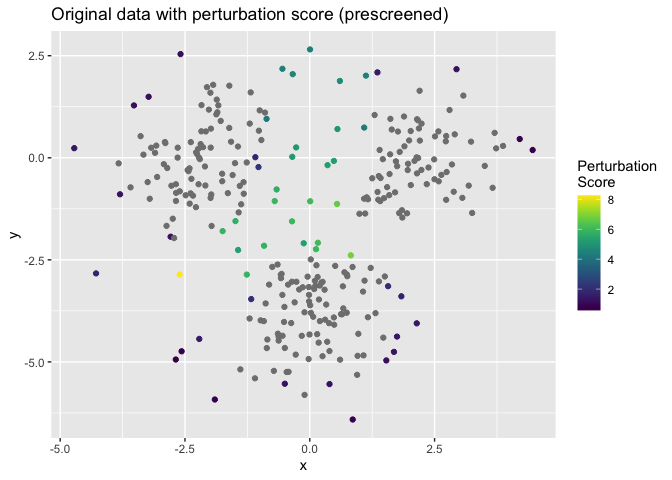 Original data with perturbation score (prescreened)
2.5
0.0
-2.5
-5.0
y
-5.0 -2.5 0.0 2.5
x
Perturbation
Score
8
6
4
2